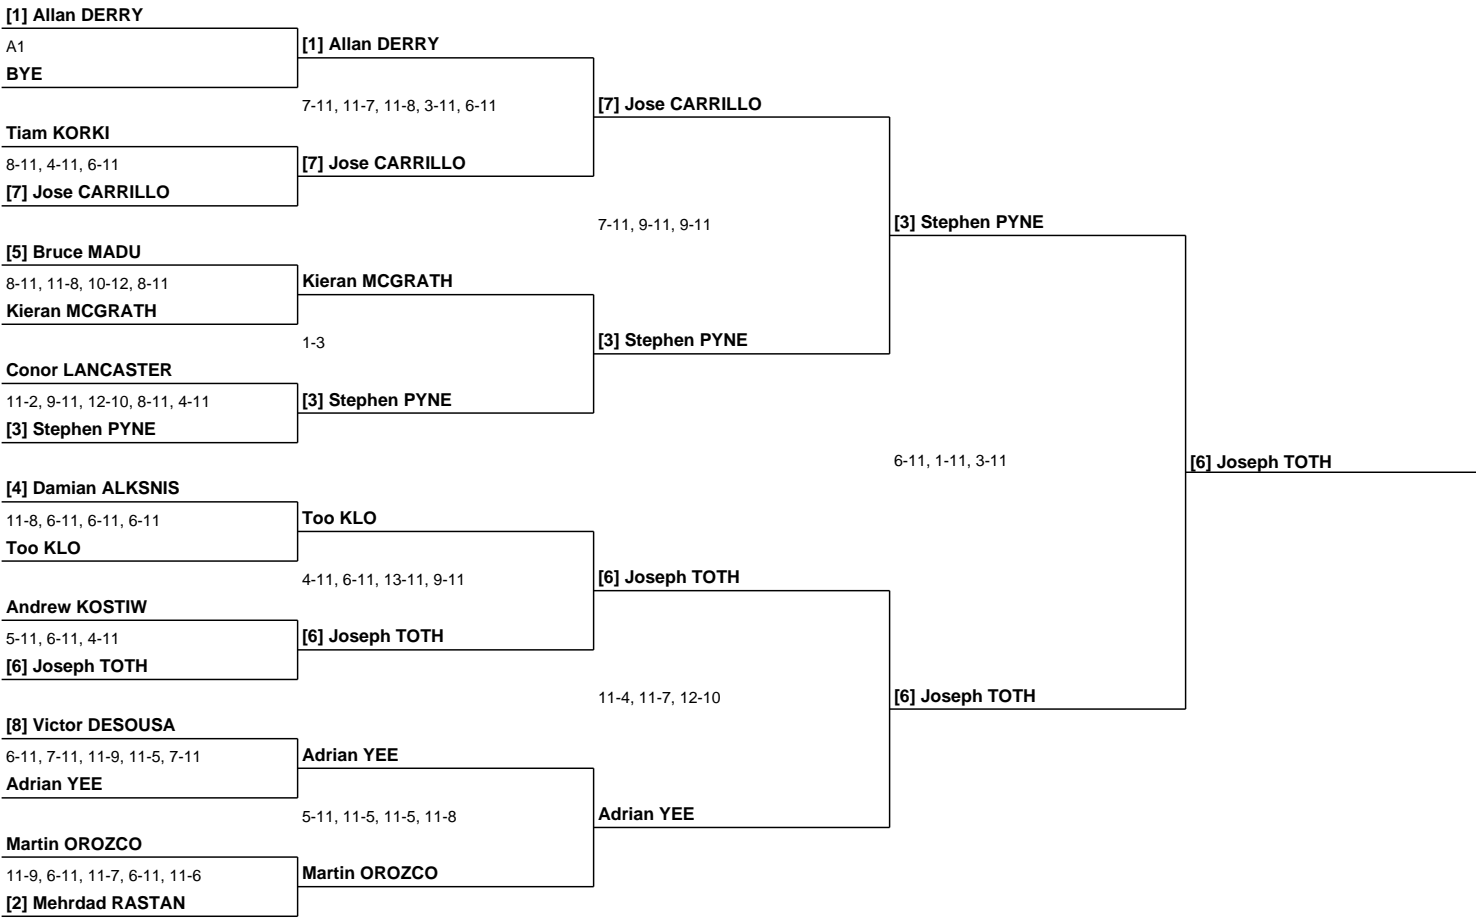 [1] Allan DERRY
A1
BYE
Tiam KORKI
8-11, 4-11, 6-11
[7] Jose CARRILLO
[5] Bruce MADU
8-11, 11-8, 10-12, 8-11
Kieran MCGRATH
Conor LANCASTER
11-2, 9-11, 12-10, 8-11, 4-11
[3] Stephen PYNE
[4] Damian ALKSNIS
11-8, 6-11, 6-11, 6-11
Too KLO
Andrew KOSTIW
5-11, 6-11, 4-11
[6] Joseph TOTH
[8] Victor DESOUSA
6-11, 7-11, 11-9, 11-5, 7-11
Adrian YEE
Martin OROZCO
11-9, 6-11, 11-7, 6-11, 11-6
[2] Mehrdad RASTAN
[1] Allan DERRY
7-11, 11-7, 11-8, 3-11, 6-11
[7] Jose CARRILLO
Kieran MCGRATH
1-3
[3] Stephen PYNE
Too KLO
4-11, 6-11, 13-11, 9-11
[6] Joseph TOTH
Adrian YEE
5-11, 11-5, 11-5, 11-8
Martin OROZCO
[7] Jose CARRILLO
7-11, 9-11, 9-11
[3] Stephen PYNE
[6] Joseph TOTH
11-4, 11-7, 12-10
Adrian YEE
[3] Stephen PYNE
6-11, 1-11, 3-11
[6] Joseph TOTH
[6] Joseph TOTH